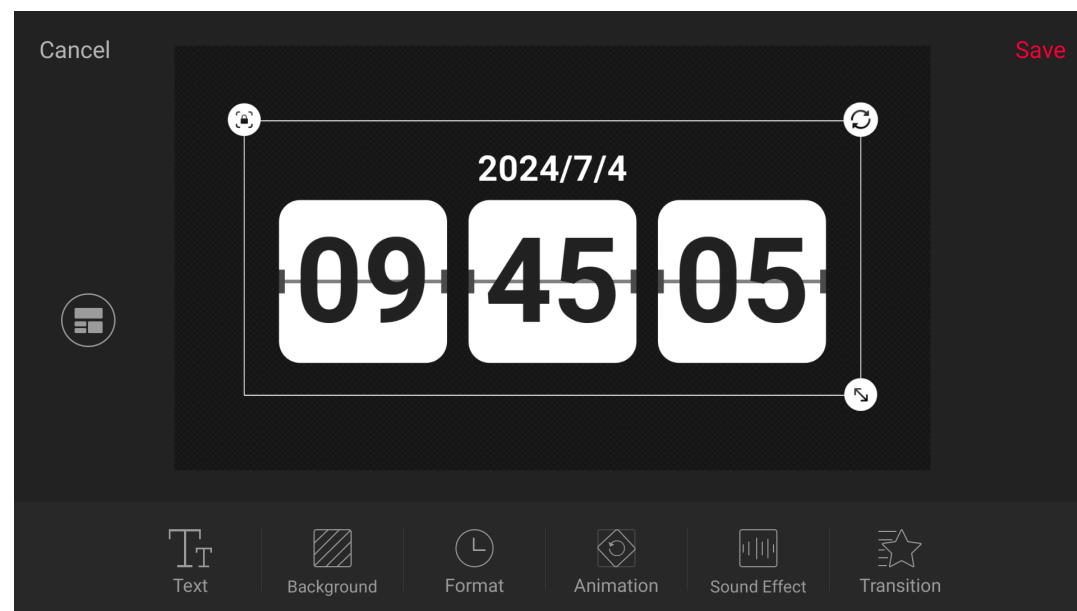 Cancel
Save
2024/7/4
09 45 05
Text
Background
Format
Animation
Sound Effect
Transition